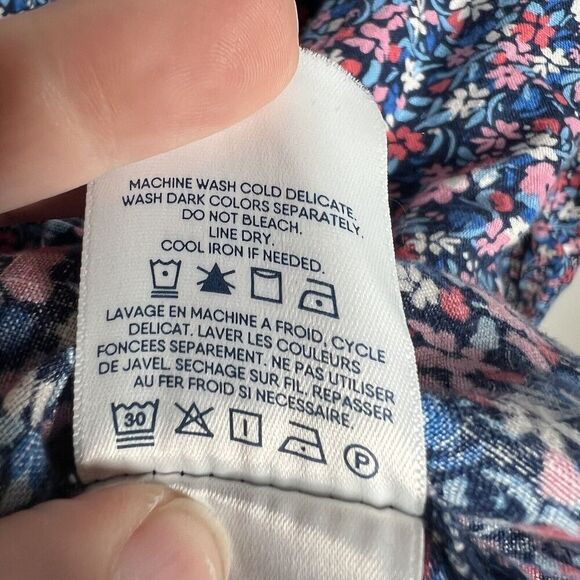 MACHINE WASH COLD DELICATE.
WASH DARK COLORS SEPARATELY.
DO NOT BLEACH.
LINE DRY.
COOL IRON IF NEEDED.
LAVAGE EN MACHINE A FROID, CYCLE
DELICAT. LAVER LES COULEURS
FONCEES SEPAREMENT. NE PAS UTILISER
DE JAVEL. SECHAGE SUR FIL. REPASSER
AU FER FROID SI NECESSAIRE.
30 P